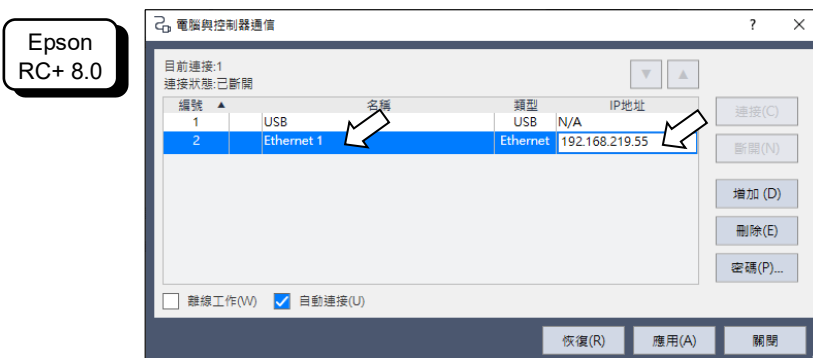 Epson
RC+ 8.0
電腦與控制器通信
?
目前連接:1
連接狀態:已斷開
編號 ▲ 名稱 類型 IP地址
1 USB USB N/A
2 Ethernet 1 Ethernet 192.168.219.55
連接(C)
斷開(N)
增加 (D)
刪除(E)
密碼(P)...
離線工作(W) 自動連接(U)
恢復(R) 應用(A) 關閉